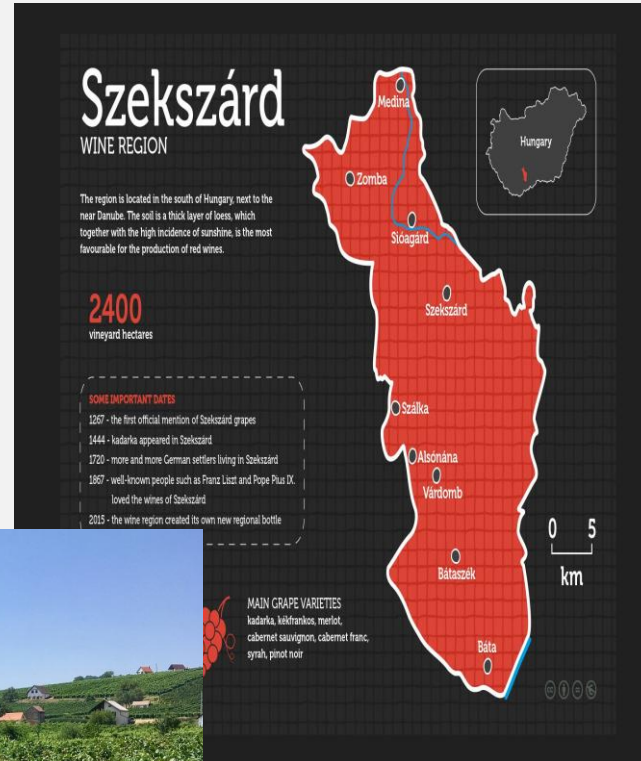 Szekszárd
WINE REGION
The region is located in the south of Hungary, next to the
near Danube. The soil is a thick layer of loess, which
together with the high incidence of sunshine, is the most
favourable for the production of red wines.
2400
vineyard hectares
SOME IMPORTANT DATES
1267 - the first official mention of Szekszárd grapes
1444 - kadarka appeared in Szekszárd
1720 - more and more German settlers living in Szekszárd
1867 - well-known people such as Franz Liszt and Pope Pius IX.
loved the wines of Szekszárd
2015 - the wine region created its own new regional bottle
MAIN GRAPE VARIETIES
kadarka, kékfrankos, merlot,
cabernet sauvignon, cabernet franc,
syrah, pinot noir
Medina
Zomba
Sióagárd
Szekszárd
Szálka
Alsónána
Várdomb
Bátaszék
Báta
Hungary
0 5
km